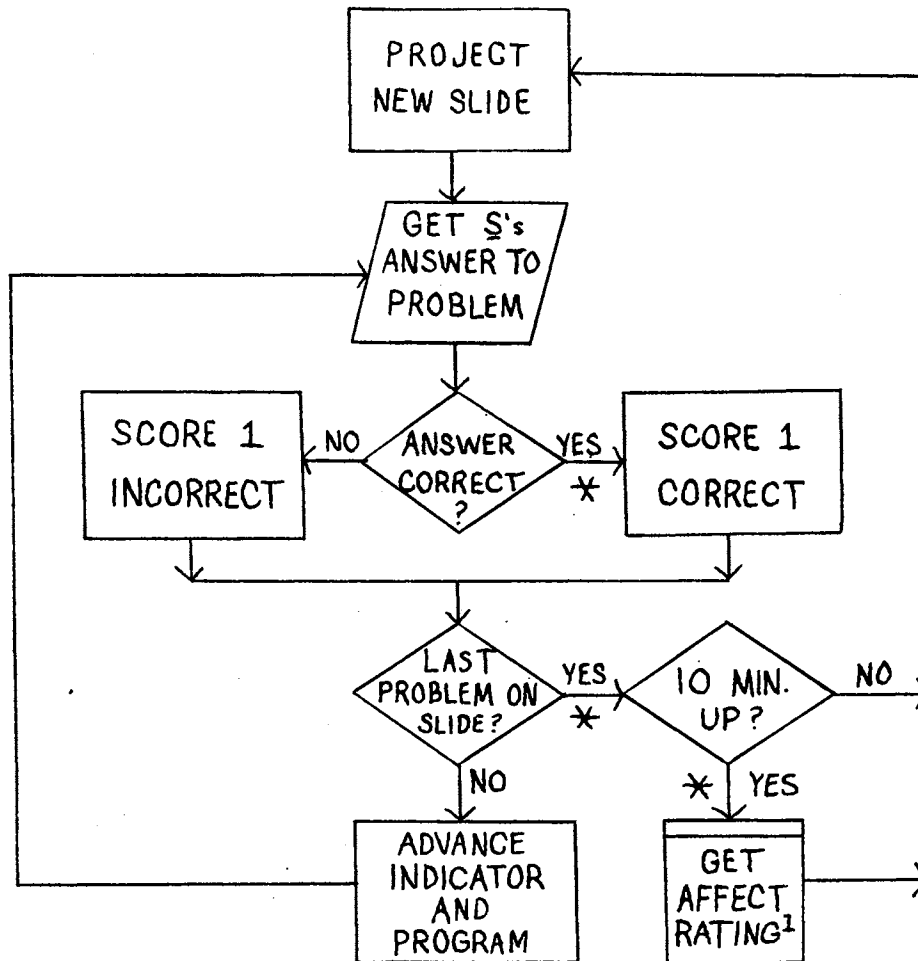 PROJECT
NEW SLIDE
GET S's
ANSWER TO
PROBLEM
SCORE 1
INCORRECT
NO
ANSWER
CORRECT
?
YES
*
SCORE 1
CORRECT
LAST
PROBLEM ON
SLIDE?
YES
*
10 MIN.
UP?
NO
NO
* YES
ADVANCE
INDICATOR
AND
PROGRAM
GET
AFFECT
RATING¹